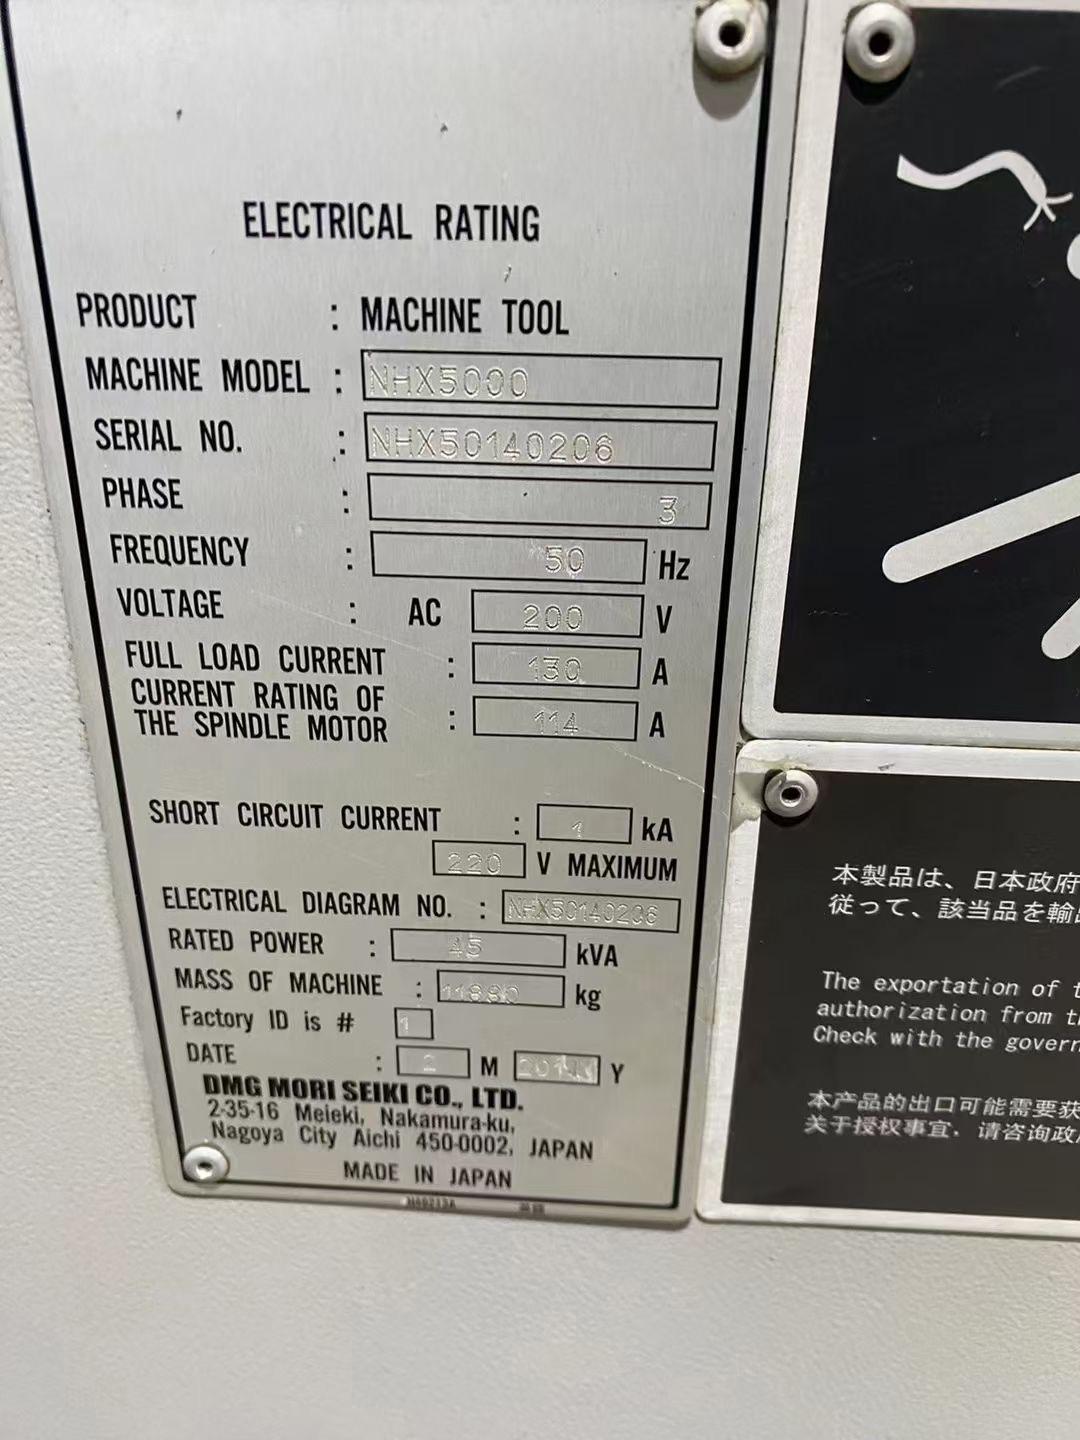 ELECTRICAL RATING
PRODUCT : MACHINE TOOL
MACHINE MODEL : NHX5000
SERIAL NO. : NHX50140206
PHASE : 3
FREQUENCY : 50 Hz
VOLTAGE : AC 200 V
FULL LOAD CURRENT : 130 A
CURRENT RATING OF
THE SPINDLE MOTOR : 114 A
SHORT CIRCUIT CURRENT : 1 kA
220 V MAXIMUM
ELECTRICAL DIAGRAM NO. : NHX50140206
RATED POWER : 45 kVA
MASS OF MACHINE : kg
Factory ID is # 1
DATE : 2 M Y
DMG MORI SEIKI CO., LTD.
2-35-16 Meieki, Nakamura-ku,
Nagoya City Aichi 450-0002, JAPAN
MADE IN JAPAN
本製品は、日本政府
従って、該当品を輸
The exportation of
authorization from
Check with the govern
本产品的出口可能需要获
关于授权事宜，请咨询政